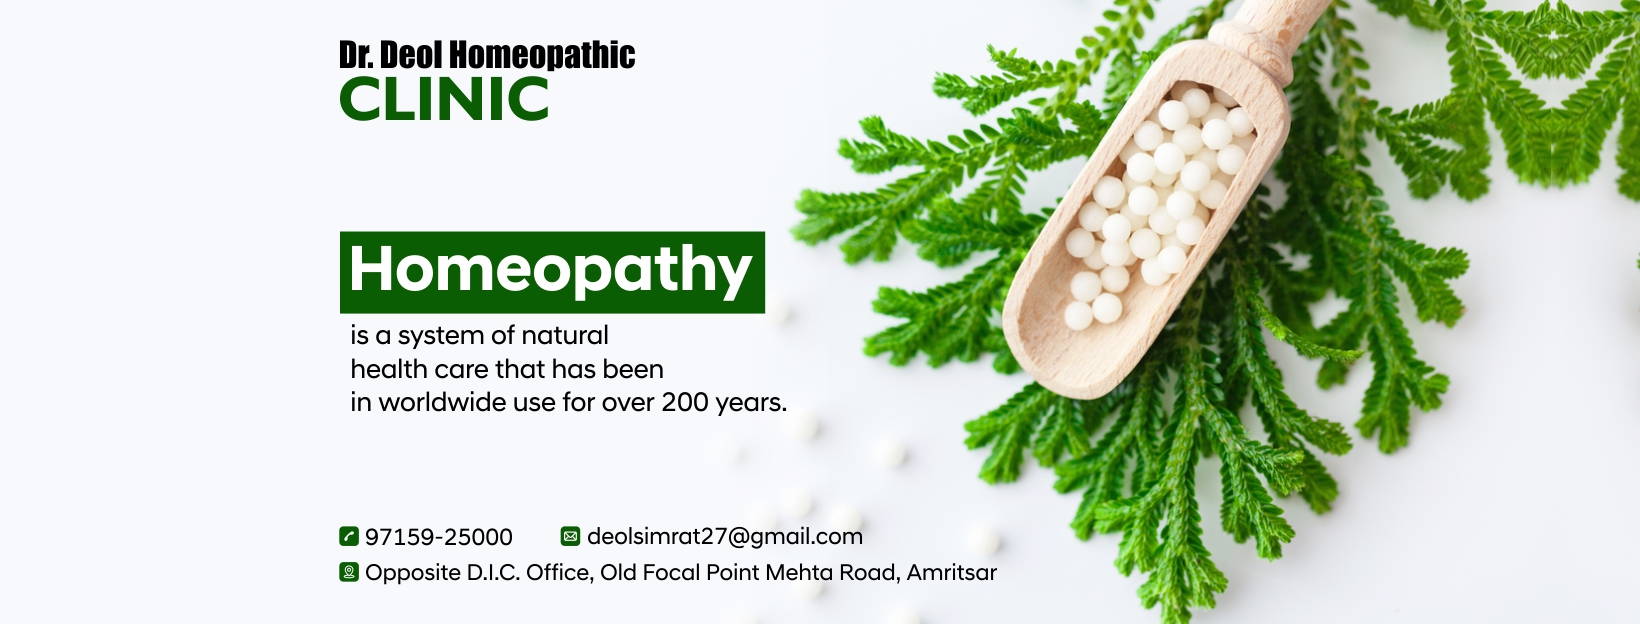 Dr. Deol Homeopathic
CLINIC
Homeopathy
is a system of natural
health care that has been
in worldwide use for over 200 years.
97159-25000 deolsimrat27@gmail.com
Opposite D.I.C. Office, Old Focal Point Mehta Road, Amritsar